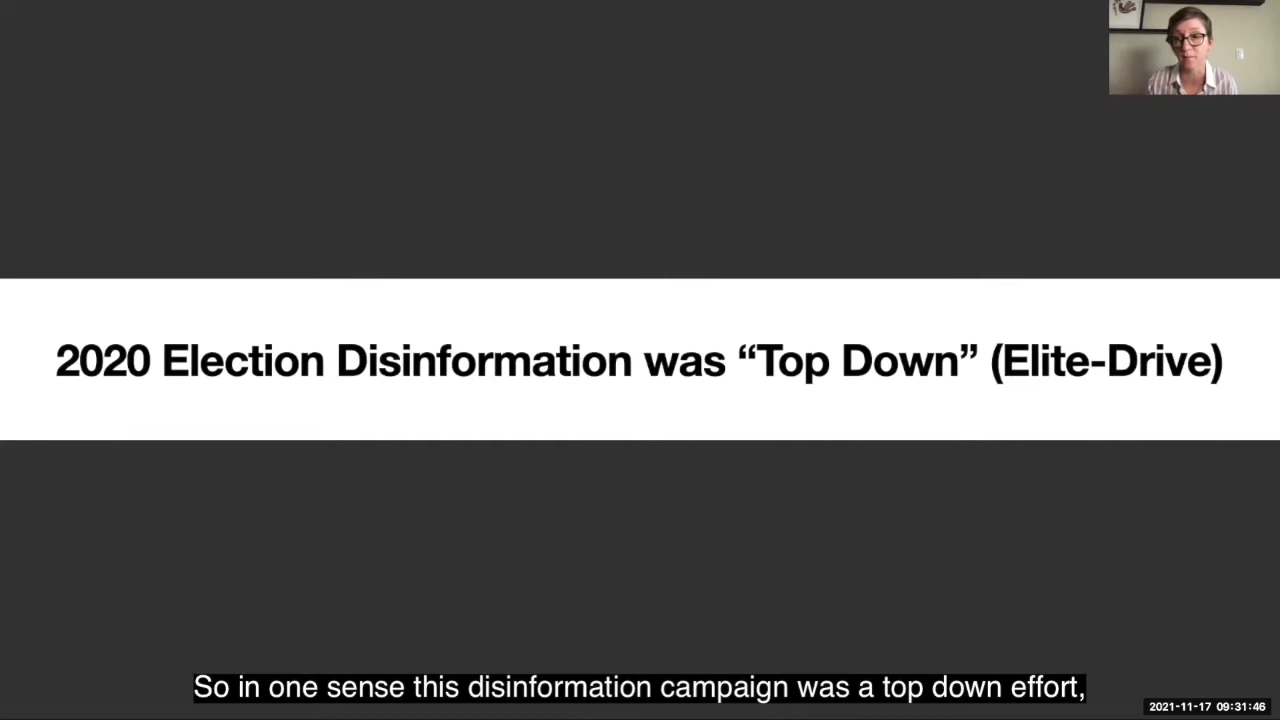 2020 Election Disinformation was “Top Down” (Elite-Drive)
So in one sense this disinformation campaign was a top down effort,
2021-11-17 09:31:46